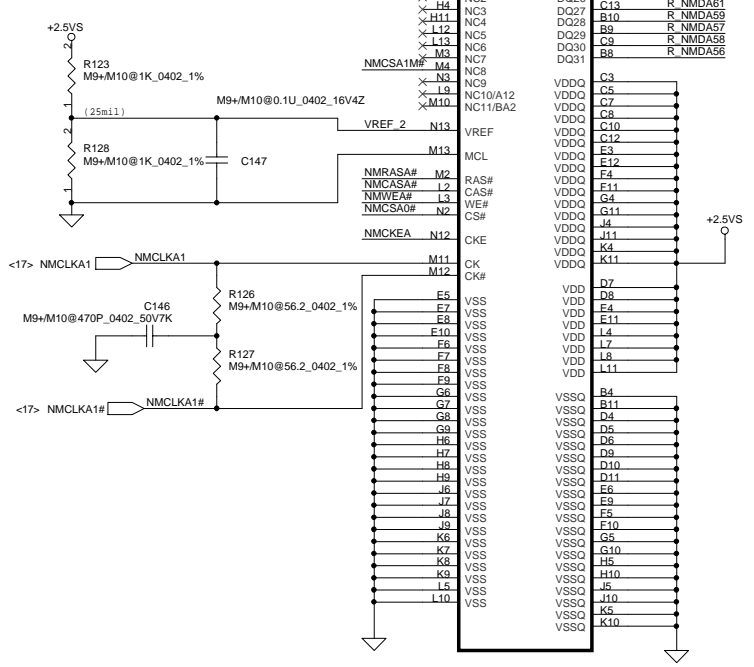 H4 NC3 DQ27 C13 R_NMDA61
H11 NC4 DQ28 B10 R_NMDA59
L12 NC5 DQ29 B9 R_NMDA57
L13 NC6 DQ30 C9 R_NMDA58
M3 NC7 DQ31 B8 R_NMDA56
NMCSA1M# M4 NC8
N3 NC9
L9 NC10/A12
M10 NC11/BA2
+2.5VS
2
R123
M9+/M10@1K_0402_1%
1
(25mil)
M9+/M10@0.1U_0402_16V4Z
VREF_2 N13 VREF
2
R128
M9+/M10@1K_0402_1%
1
C147
M13 MCL
NMRASA# M2 RAS#
NMCASA# L2 CAS#
NMWEA# L3 WE#
NMCSA0# N2 CS#
NMCKEA N12 CKE
<17> NMCLKA1 NMCLKA1 M11 CK
M12 CK#
R126
M9+/M10@56.2_0402_1%
C146
M9+/M10@470P_0402_50V7K
R127
M9+/M10@56.2_0402_1%
<17> NMCLKA1# NMCLKA1#
E5 VSS
E7 VSS
E8 VSS
E10 VSS
F6 VSS
F7 VSS
F8 VSS
F9 VSS
G6 VSS
G7 VSS
G8 VSS
G9 VSS
H6 VSS
H7 VSS
H8 VSS
H9 VSS
J6 VSS
J7 VSS
J8 VSS
J9 VSS
K6 VSS
K7 VSS
K8 VSS
K9 VSS
L5 VSS
L10 VSS
VDDQ C3
VDDQ C5
VDDQ C7
VDDQ C8
VDDQ C10
VDDQ C12
VDDQ E3
VDDQ E12
VDDQ F4
VDDQ F11
VDDQ G4
VDDQ G11
VDDQ J4
VDDQ J11
VDDQ K4
VDDQ K11
+2.5VS
VDD D7
VDD D8
VDD E4
VDD E11
VDD L4
VDD L7
VDD L8
VDD L11
VSSQ B4
VSSQ B11
VSSQ D4
VSSQ D5
VSSQ D6
VSSQ D9
VSSQ D10
VSSQ D11
VSSQ E6
VSSQ E9
VSSQ F5
VSSQ F10
VSSQ G5
VSSQ G10
VSSQ H5
VSSQ H10
VSSQ J5
VSSQ J10
VSSQ K5
VSSQ K10